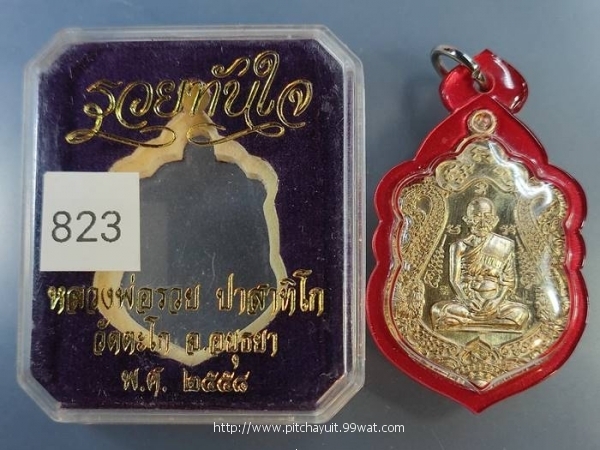 รวยทันใจ
823
หลวงพ่อรวย ปาสาทิโก
วัดตะโก จ.อยุธยา
พ.ศ. ๒๕๕๘
http://www.pitchayuit.99wat.com